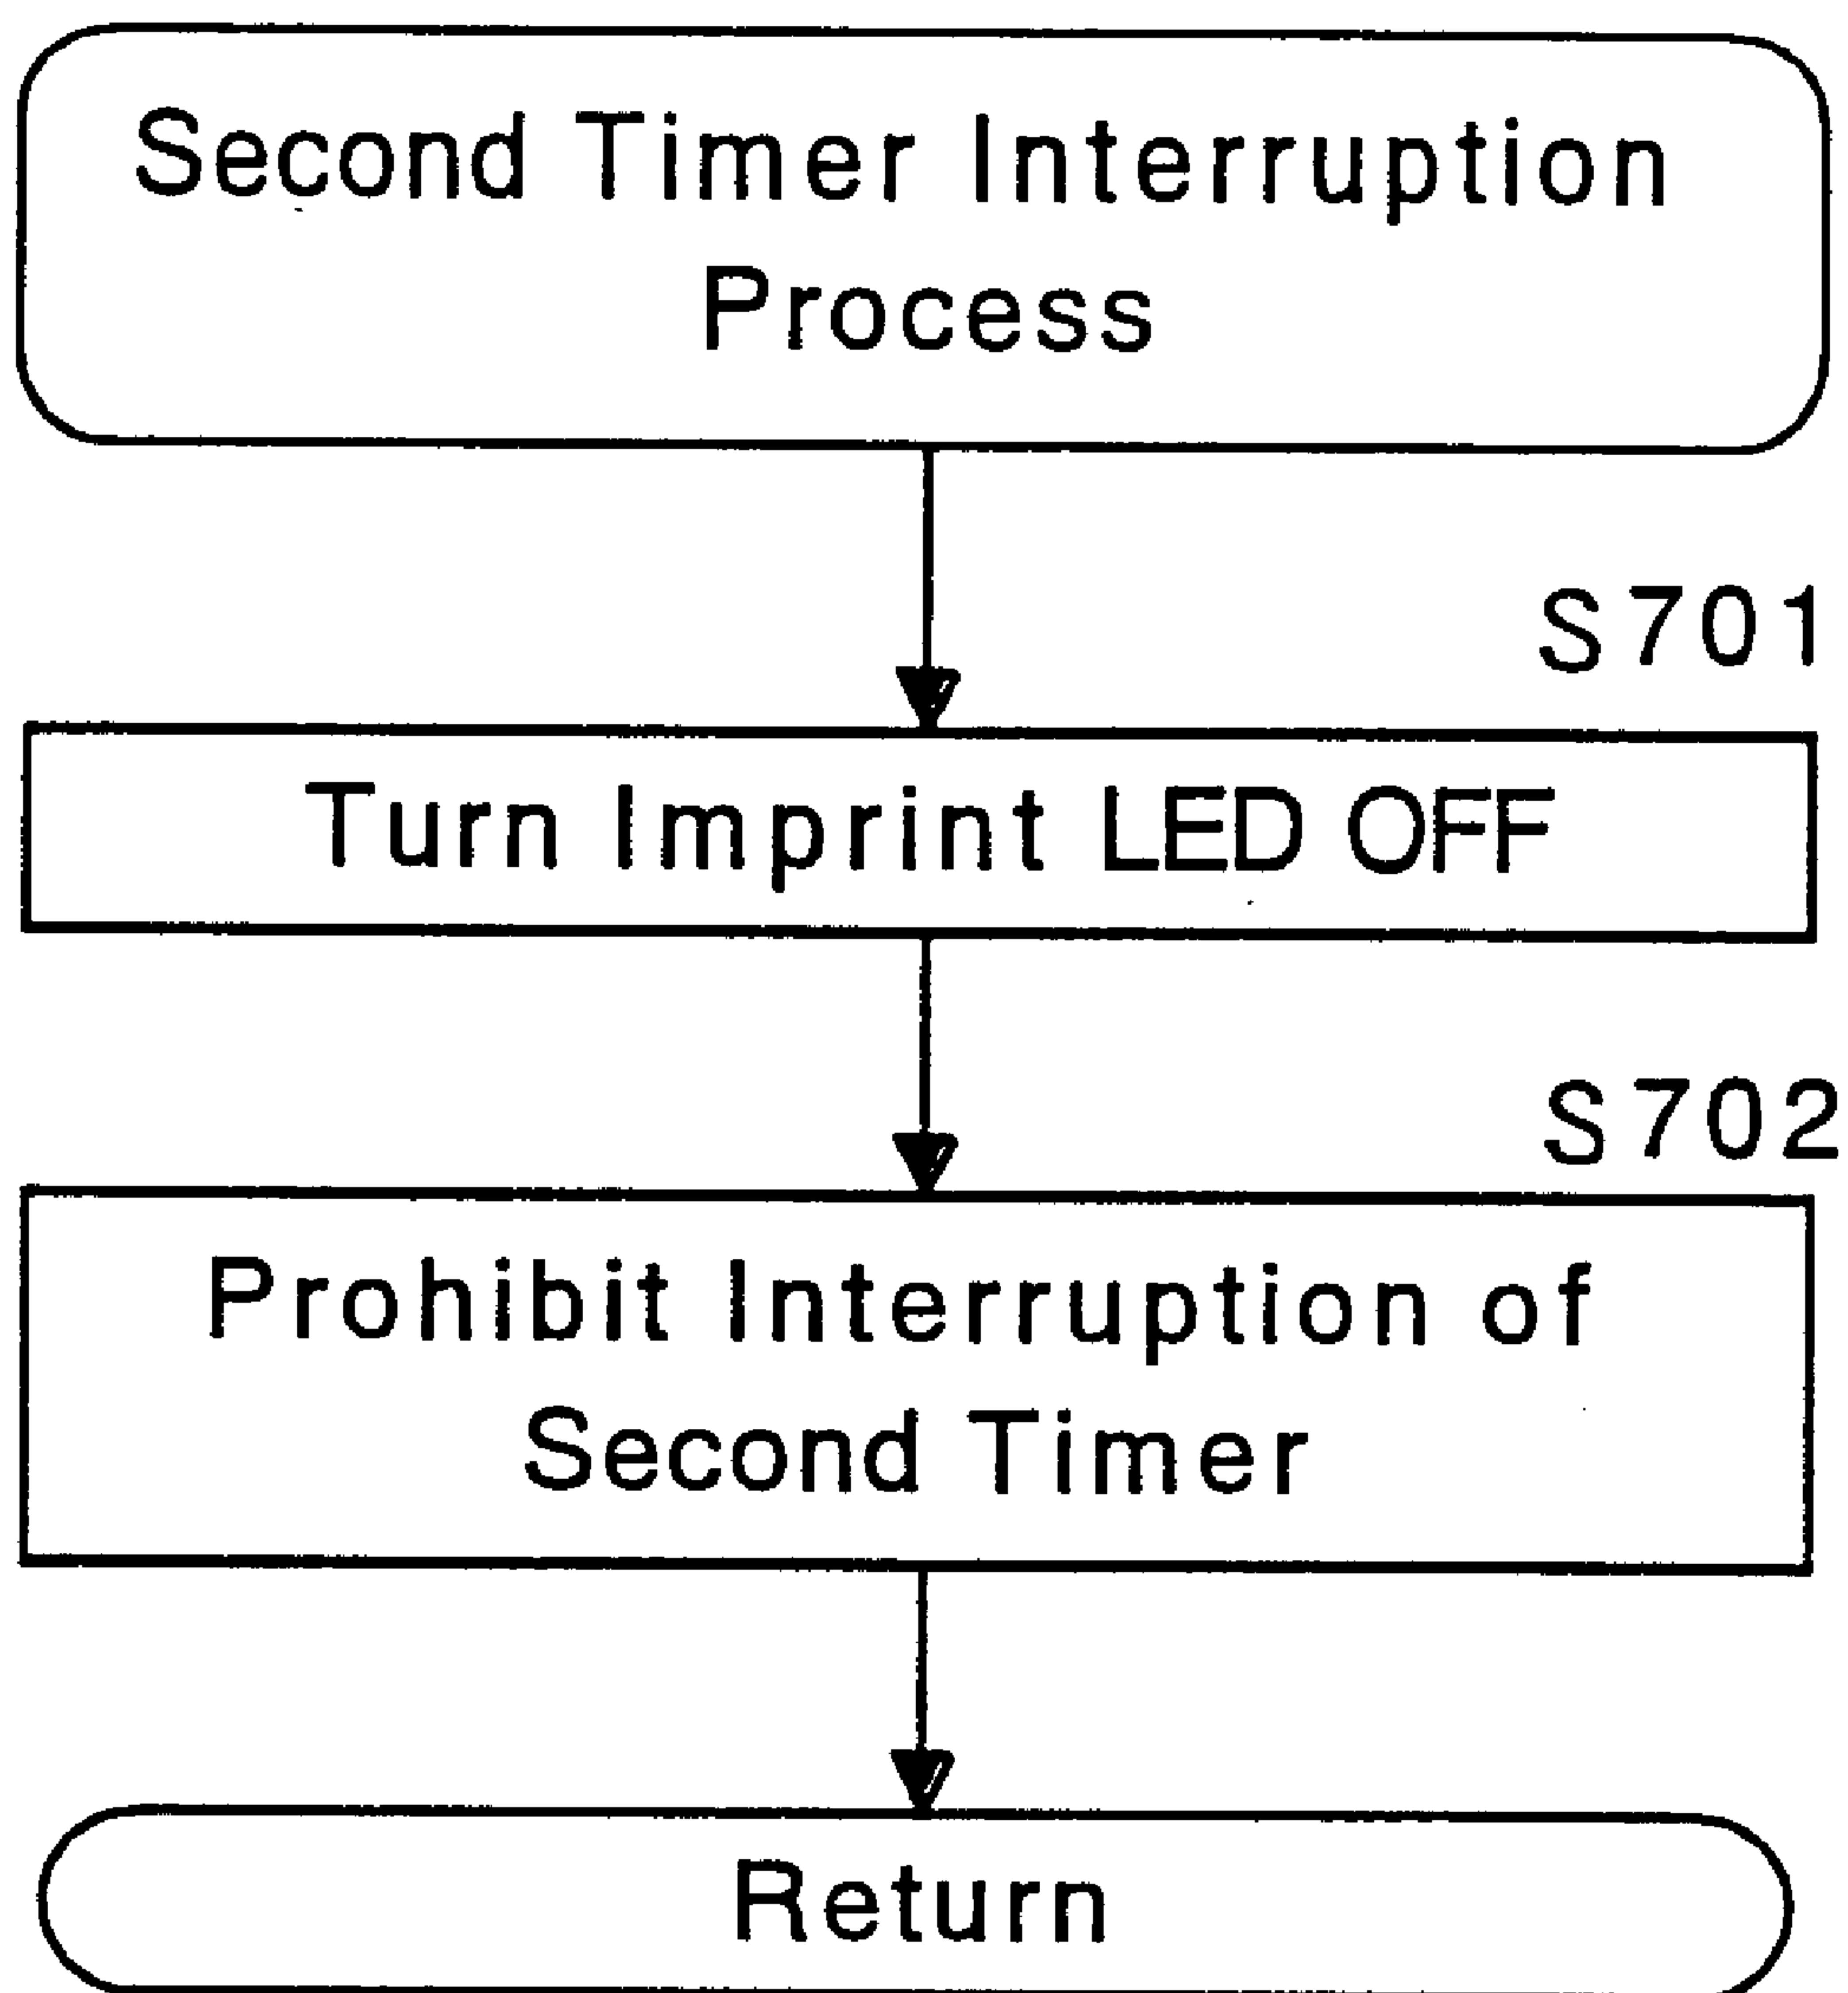 Second Timer Interruption
Process
S701
Turn Imprint LED OFF
S702
Prohibit Interruption of
Second Timer
Return